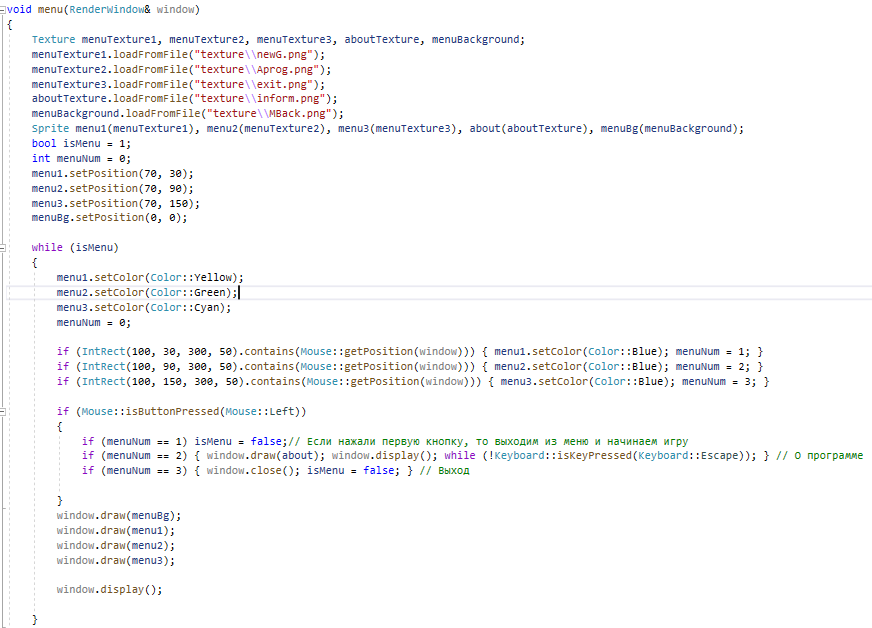 void menu(RenderWindow& window)
{
Texture menuTexture1, menuTexture2, menuTexture3, aboutTexture, menuBackground;
menuTexture1.loadFromFile("texture\\newG.png");
menuTexture2.loadFromFile("texture\\Aprog.png");
menuTexture3.loadFromFile("texture\\exit.png");
aboutTexture.loadFromFile("texture\\inform.png");
menuBackground.loadFromFile("texture\\MBack.png");
Sprite menu1(menuTexture1), menu2(menuTexture2), menu3(menuTexture3), about(aboutTexture), menuBg(menuBackground);
bool isMenu = 1;
int menuNum = 0;
menu1.setPosition(70, 30);
menu2.setPosition(70, 90);
menu3.setPosition(70, 150);
menuBg.setPosition(0, 0);
while (isMenu)
{
menu1.setColor(Color::Yellow);
menu2.setColor(Color::Green);
menu3.setColor(Color::Cyan);
menuNum = 0;
if (IntRect(100, 30, 300, 50).contains(Mouse::getPosition(window))) { menu1.setColor(Color::Blue); menuNum = 1; }
if (IntRect(100, 90, 300, 50).contains(Mouse::getPosition(window))) { menu2.setColor(Color::Blue); menuNum = 2; }
if (IntRect(100, 150, 300, 50).contains(Mouse::getPosition(window))) { menu3.setColor(Color::Blue); menuNum = 3; }
if (Mouse::isButtonPressed(Mouse::Left))
{
if (menuNum == 1) isMenu = false;// Если нажали первую кнопку, то выходим из меню и начинаем игру
if (menuNum == 2) { window.draw(about); window.display(); while (!Keyboard::isKeyPressed(Keyboard::Escape)); } // О программе
if (menuNum == 3) { window.close(); isMenu = false; } // Выход
}
window.draw(menuBg);
window.draw(menu1);
window.draw(menu2);
window.draw(menu3);
window.display();
}